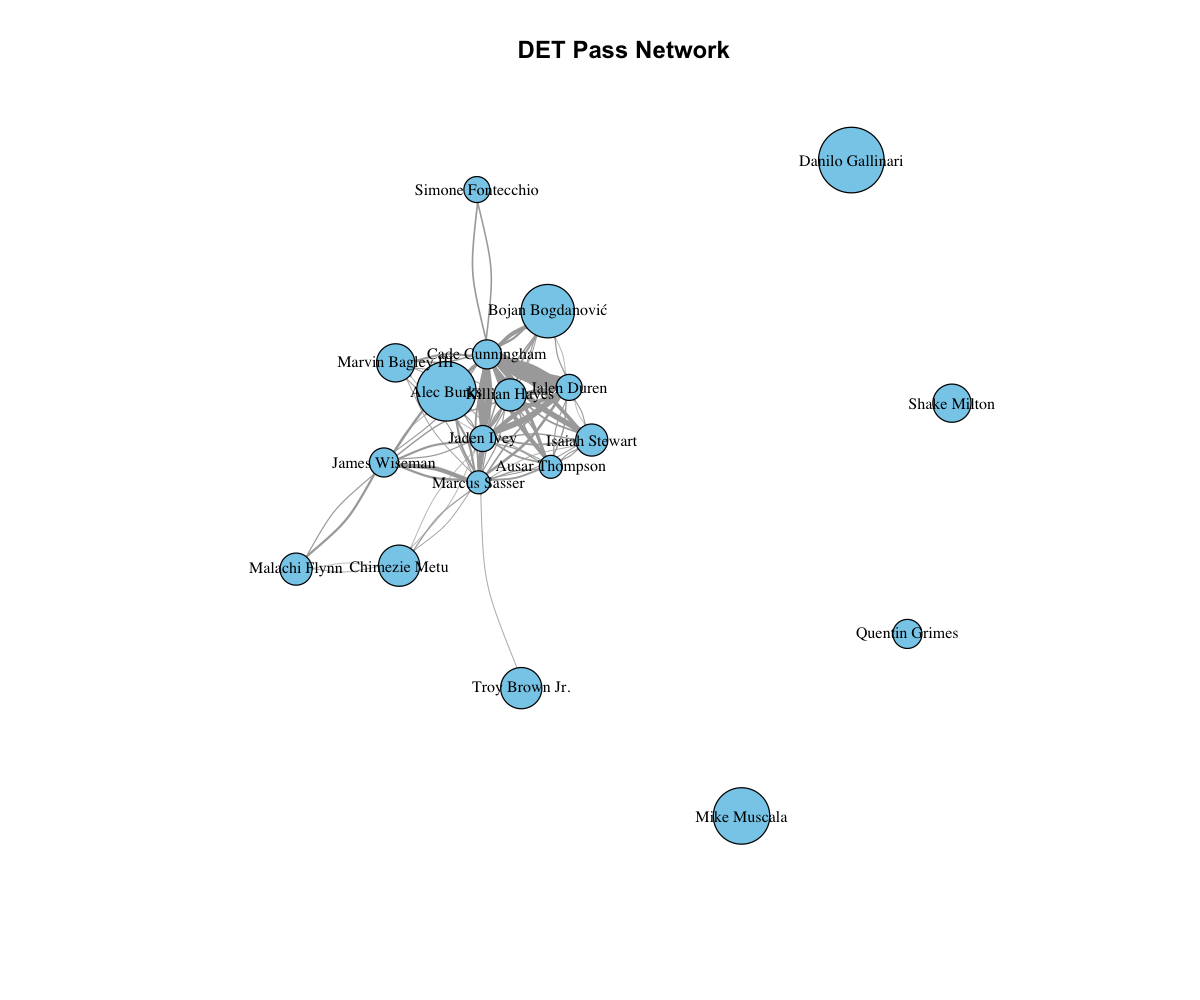 DET Pass Network
Danilo Gallinari
Simone Fontecchio
Bojan Bogdanović
Cade Cunningham
Marvin Bagley III
Alec Burks
Killian Hayes
Jalen Duren
Shake Milton
Jaden Ivey
Isaiah Stewart
James Wiseman
Ausar Thompson
Marcus Sasser
Malachi Flynn
Chimezie Metu
Quentin Grimes
Troy Brown Jr.
Mike Muscala